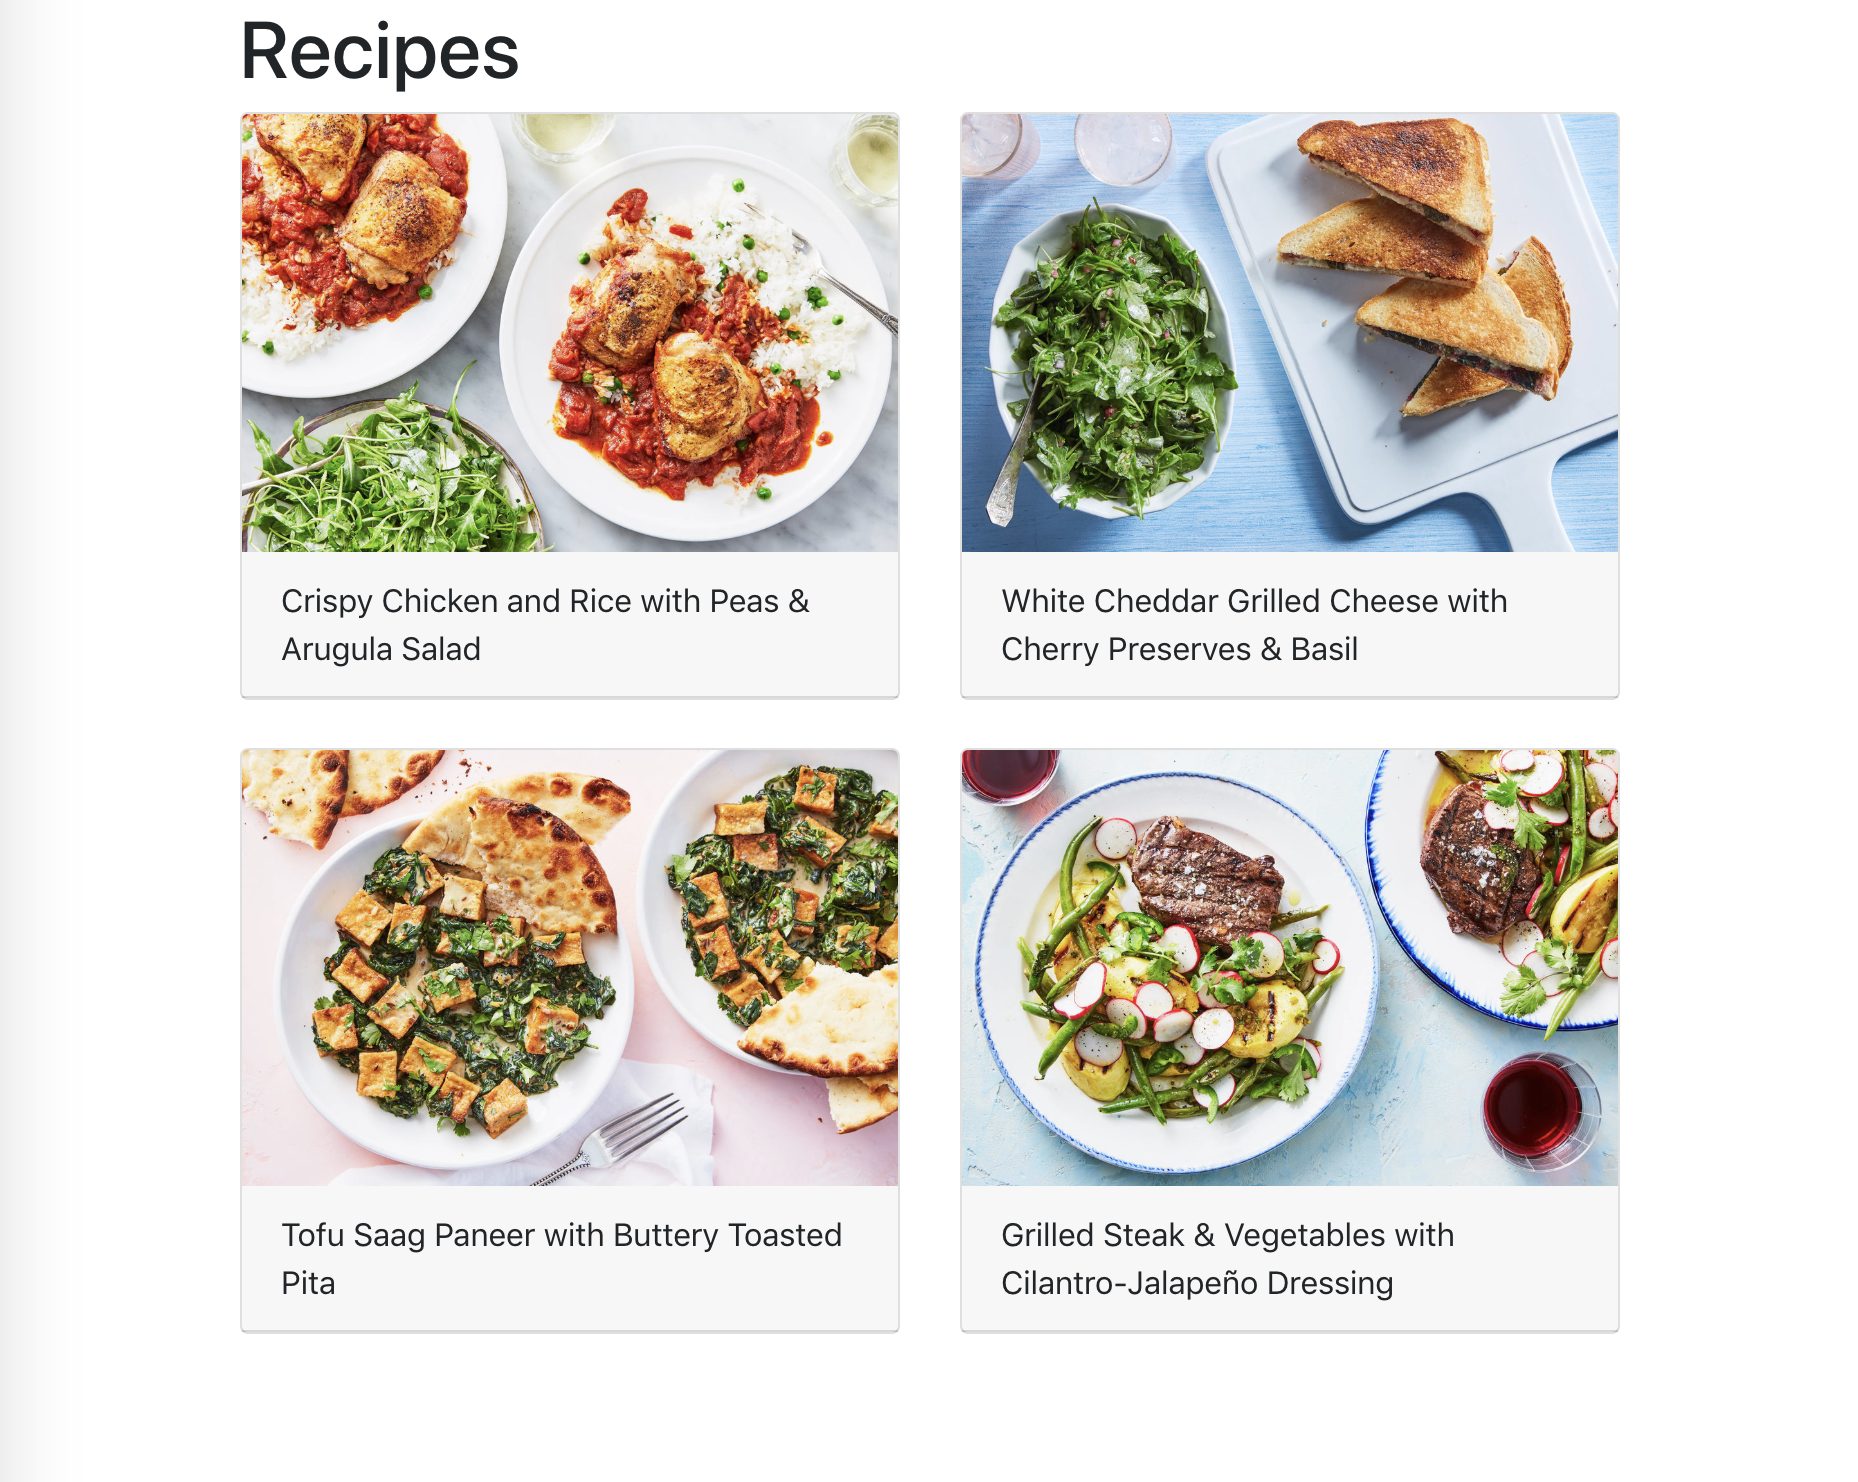 Recipes
Crispy Chicken and Rice with Peas &
Arugula Salad
White Cheddar Grilled Cheese with
Cherry Preserves & Basil
Tofu Saag Paneer with Buttery Toasted
Pita
Grilled Steak & Vegetables with
Cilantro-Jalapeño Dressing